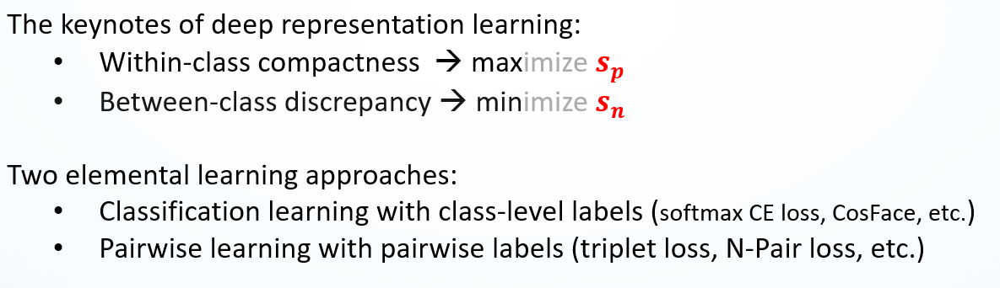 The keynotes of deep representation learning:
• Within-class compactness → maximize s_p
• Between-class discrepancy → minimize s_n
Two elemental learning approaches:
• Classification learning with class-level labels (softmax CE loss, CosFace, etc.)
• Pairwise learning with pairwise labels (triplet loss, N-Pair loss, etc.)